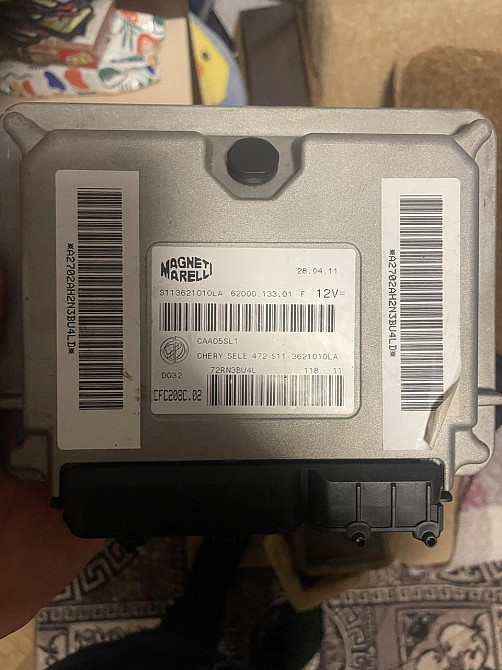 *A2702AH2N3BU4LD*
MAGNETI
MARELLI
28.04.11
S113621010LA 62000.133.01 F 12V=
CAA05SL1
CHERY SELE 472 S11 3621010LA
D032
72RN3BU4L 118 11
CFC208C.02
*A2702AH2N3BU4LD*